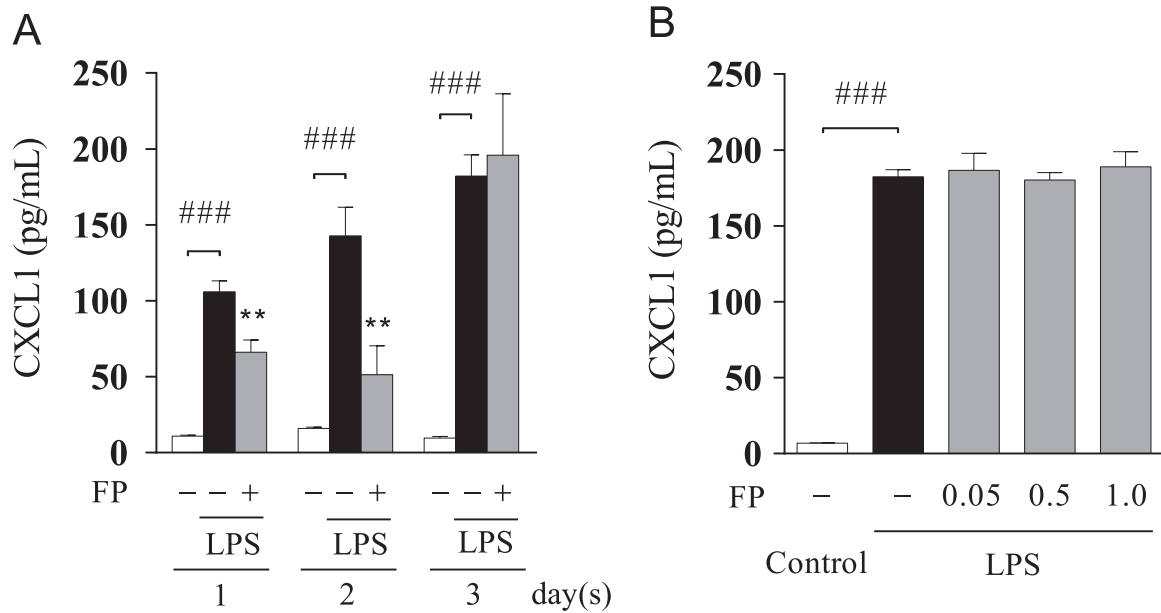 A
CXCL1 (pg/mL)
250
200
150
100
50
0
###
###
###
**
**
FP − − + − − + − − +
LPS LPS LPS
1 2 3 day(s)
B
CXCL1 (pg/mL)
250
200
150
100
50
0
###
FP − − 0.05 0.5 1.0
Control LPS